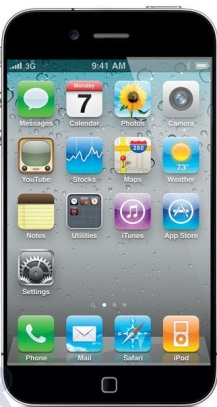 3G 9:41 AM
Monday
7
280
73°
Messages Calendar Photos Camera
YouTube Stocks Maps Weather
Notes Utilities iTunes App Store
Settings
Phone Mail Safari iPod